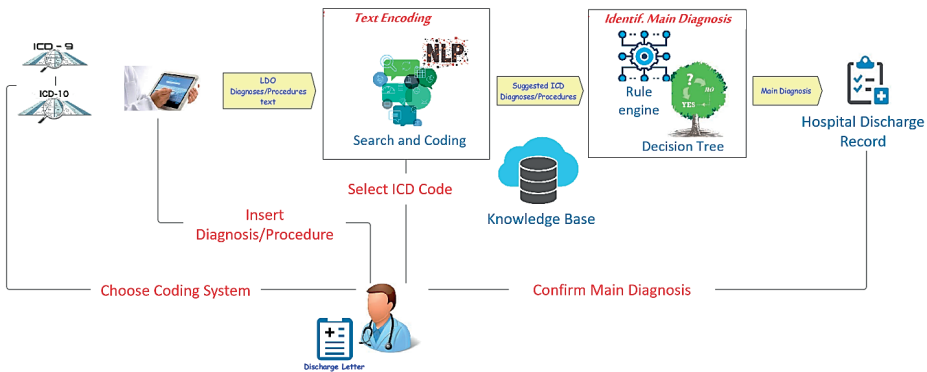 ICD - 9
ICD-10
LDO
Diagnoses/Procedures
text
Text Encoding
NLP
Search and Coding
Suggested ICD
Diagnoses/Procedures
Identif. Main Diagnosis
Rule
engine
?
NO
YES
Decision Tree
Main Diagnosis
Hospital Discharge
Record
Knowledge Base
Select ICD Code
Insert
Diagnosis/Procedure
Choose Coding System
Confirm Main Diagnosis
Discharge Letter